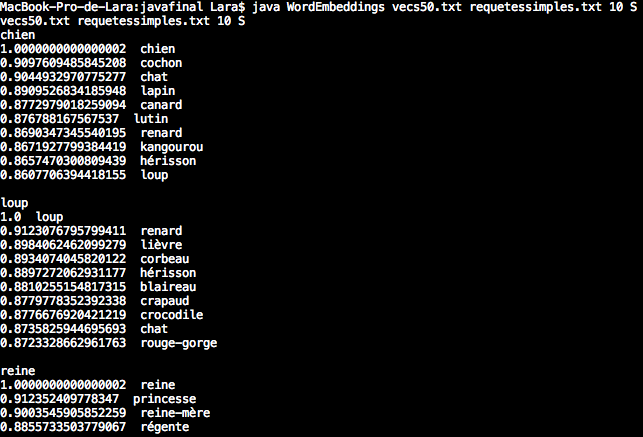 MacBook-Pro-de-Lara:javafinal Lara$ java WordEmbeddings vecs50.txt requetessimples.txt 10 S
vecs50.txt requetessimples.txt 10 S
chien
1.0000000000000002  chien
0.9097609485845208  cochon
0.9044932970775277  chat
0.8909526834185948  lapin
0.8772979018259094  canard
0.876788167567537  lutin
0.8690347345540195  renard
0.8671927799384419  kangourou
0.8657470300809439  hérisson
0.8607706394418155  loup

loup
1.0  loup
0.9123076795799411  renard
0.8984062462099279  lièvre
0.8934074045820122  corbeau
0.8897272062931177  hérisson
0.8810255154817315  blaireau
0.8779778352392338  crapaud
0.8776676920421219  crocodile
0.8735825944695693  chat
0.8723328662961763  rouge-gorge

reine
1.0000000000000002  reine
0.912352409778347  princesse
0.9003545905852259  reine-mère
0.8855733503779067  régente